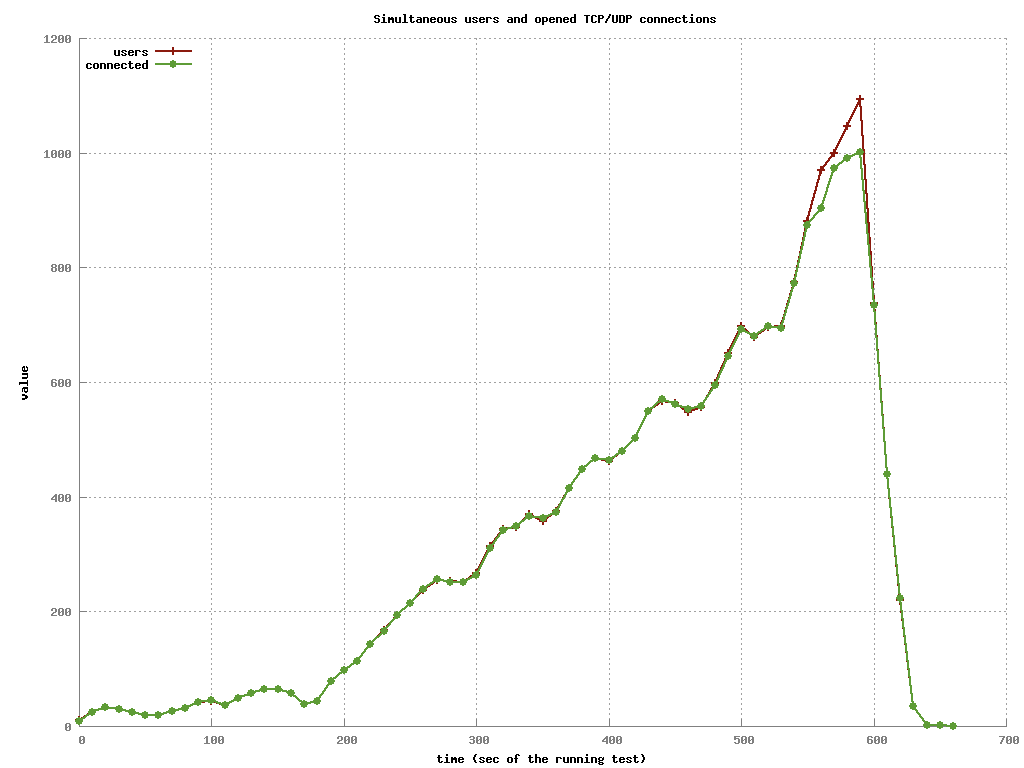 Simultaneous users and opened TCP/UDP connections
1200
users
connected
1000
800
value
600
400
200
0
0 100 200 300 400 500 600 700
time (sec of the running test)